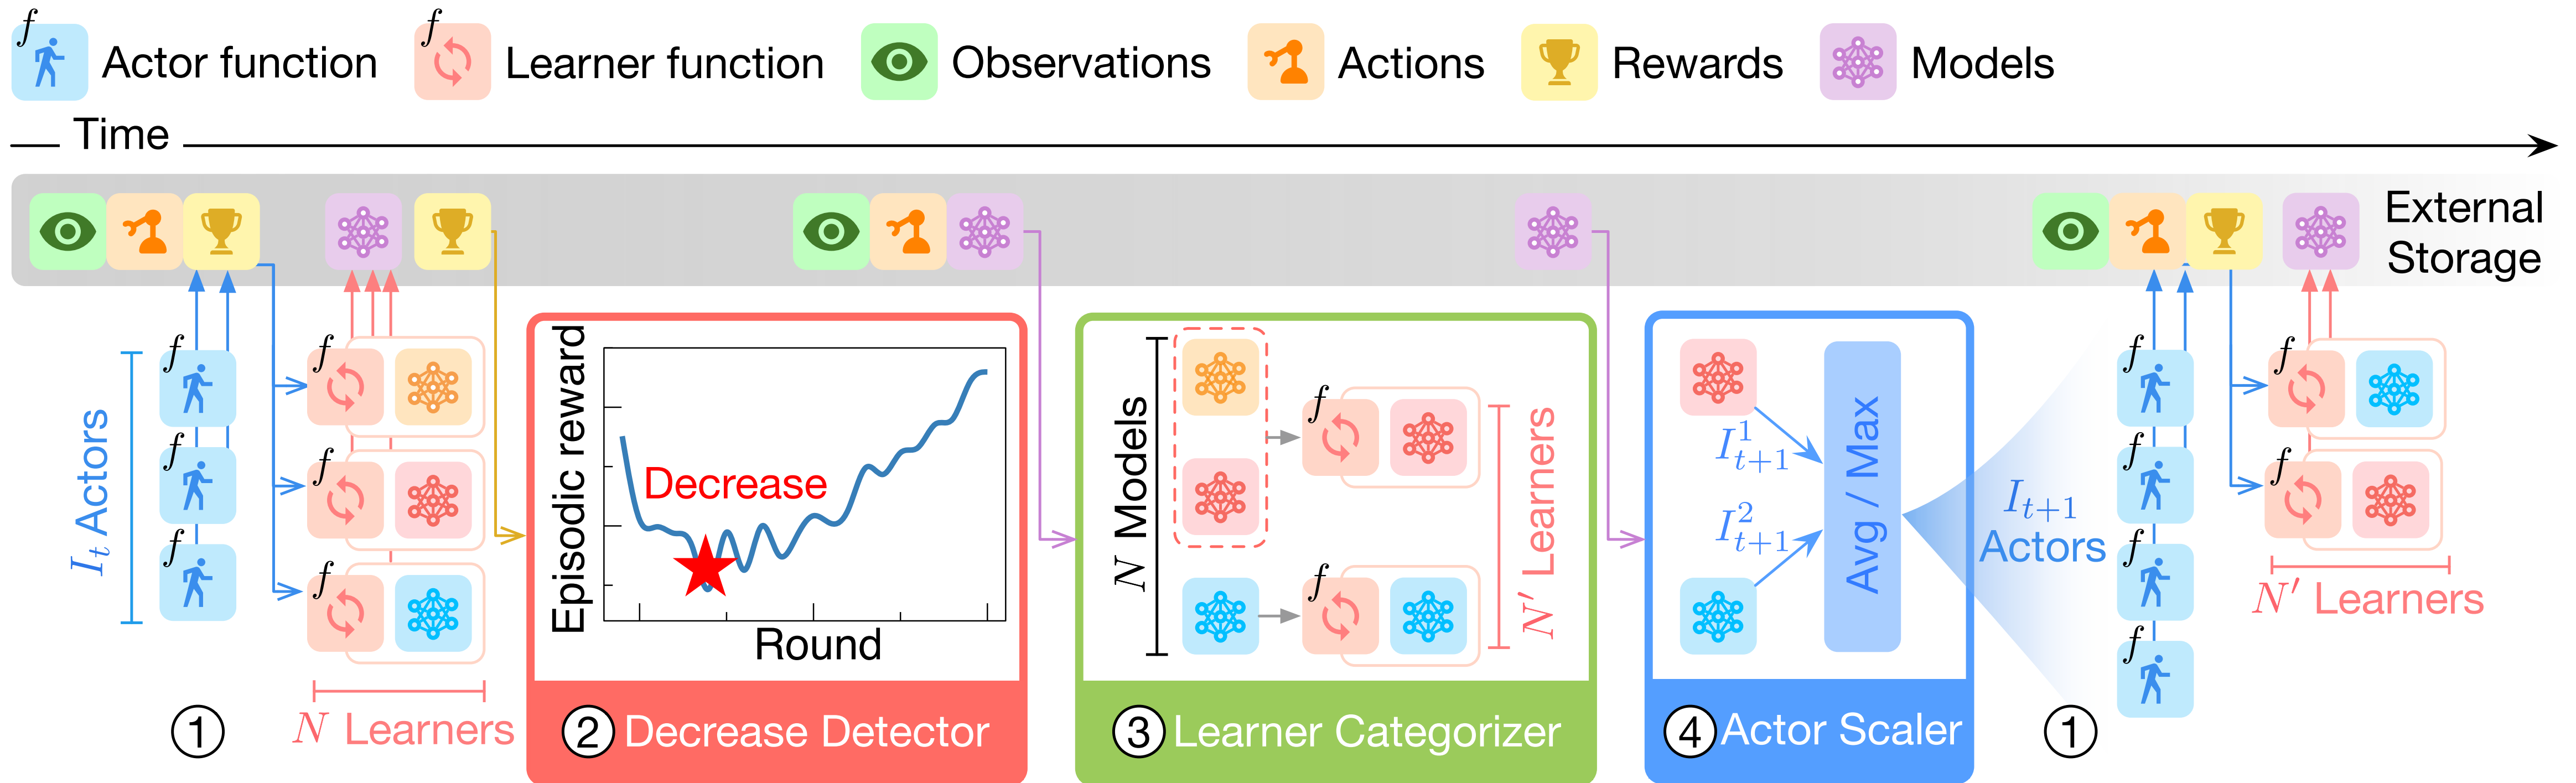 f Actor function
f Learner function
Observations
Actions
Rewards
Models
Time
External
Storage
I_t Actors
f
f
f
f
f
f
N Learners
①
Episodic reward
Decrease
Round
② Decrease Detector
N Models
f
f
N′ Learners
③ Learner Categorizer
I^1_{t+1}
I^2_{t+1}
Avg / Max
④ Actor Scaler
I_{t+1}
Actors
f
f
f
f
f
f
N′ Learners
①